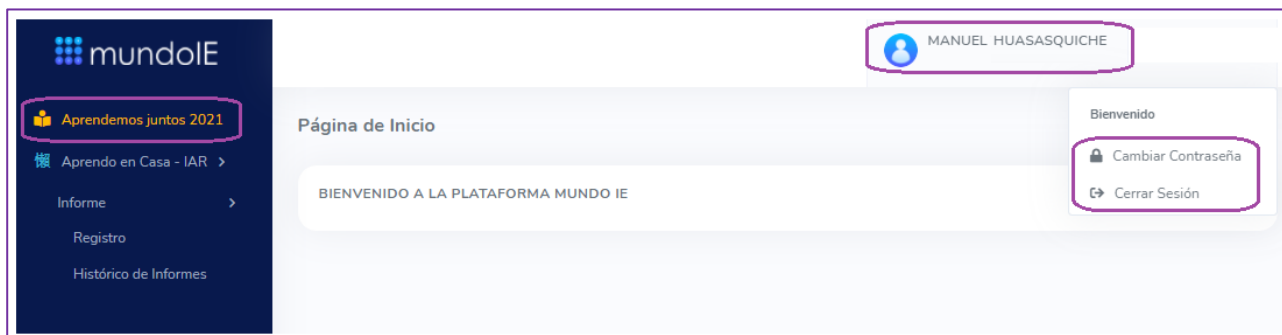 mundoIE
MANUEL HUASASQUICHE
Aprendemos juntos 2021
Aprendo en Casa - IAR
Informe
Registro
Histórico de Informes
Página de Inicio
BIENVENIDO A LA PLATAFORMA MUNDO IE
Bienvenido
Cambiar Contraseña
Cerrar Sesión